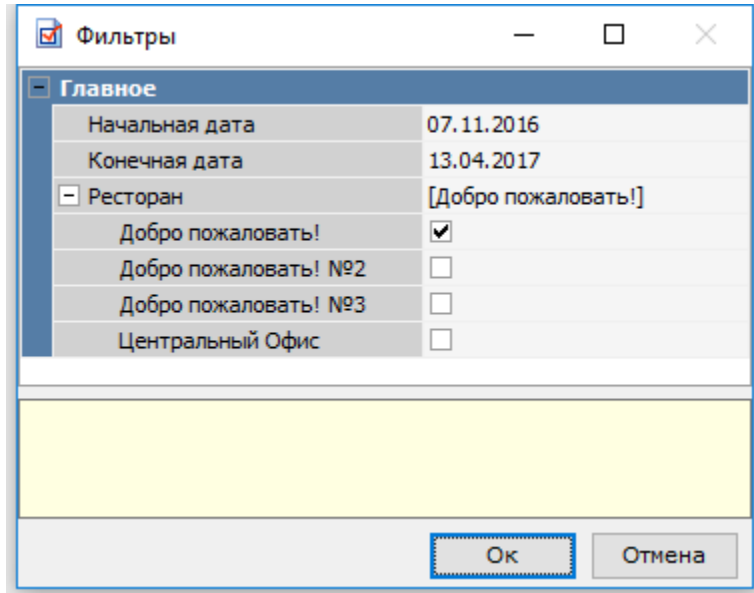 Фильтры
Главное
Начальная дата 07.11.2016
Конечная дата 13.04.2017
Ресторан [Добро пожаловать!]
Добро пожаловать!
Добро пожаловать! №2
Добро пожаловать! №3
Центральный Офис
Ок Отмена